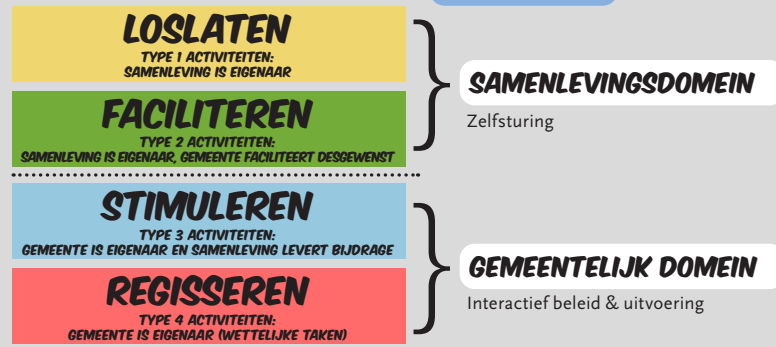 LOSLATEN
TYPE 1 ACTIVITEITEN:
SAMENLEVING IS EIGENAAR
FACILITEREN
TYPE 2 ACTIVITEITEN:
SAMENLEVING IS EIGENAAR, GEMEENTE FACILITEERT DESGEWENST
SAMENLEVINGSDOMEIN
Zelfsturing
STIMULEREN
TYPE 3 ACTIVITEITEN:
GEMEENTE IS EIGENAAR EN SAMENLEVING LEVERT BIJDRAGE
REGISSEREN
TYPE 4 ACTIVITEITEN:
GEMEENTE IS EIGENAAR (WETTELIJKE TAKEN)
GEMEENTELIJK DOMEIN
Interactief beleid & uitvoering